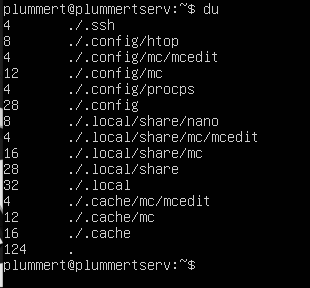 plummert@plummertserv:~$ du
4 ./.ssh
8 ./.config/htop
4 ./.config/mc/mcedit
12 ./.config/mc
4 ./.config/procps
28 ./.config
8 ./.local/share/nano
4 ./.local/share/mc/mcedit
16 ./.local/share/mc
28 ./.local/share
32 ./.local
4 ./.cache/mc/mcedit
12 ./.cache/mc
16 ./.cache
124 .
plummert@plummertserv:~$